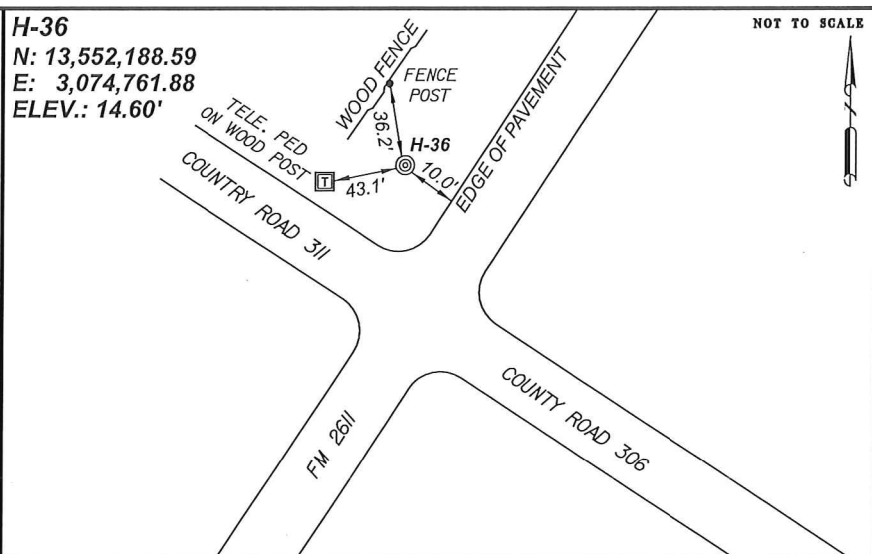 H-36
N: 13,552,188.59
E: 3,074,761.88
ELEV.: 14.60'
NOT TO SCALE
WOOD FENCE
FENCE
POST
36.2'
TELE. PED
ON WOOD POST
T
43.1'
H-36
10.0'
EDGE OF PAVEMENT
COUNTRY ROAD 311
FM 2611
COUNTY ROAD 306